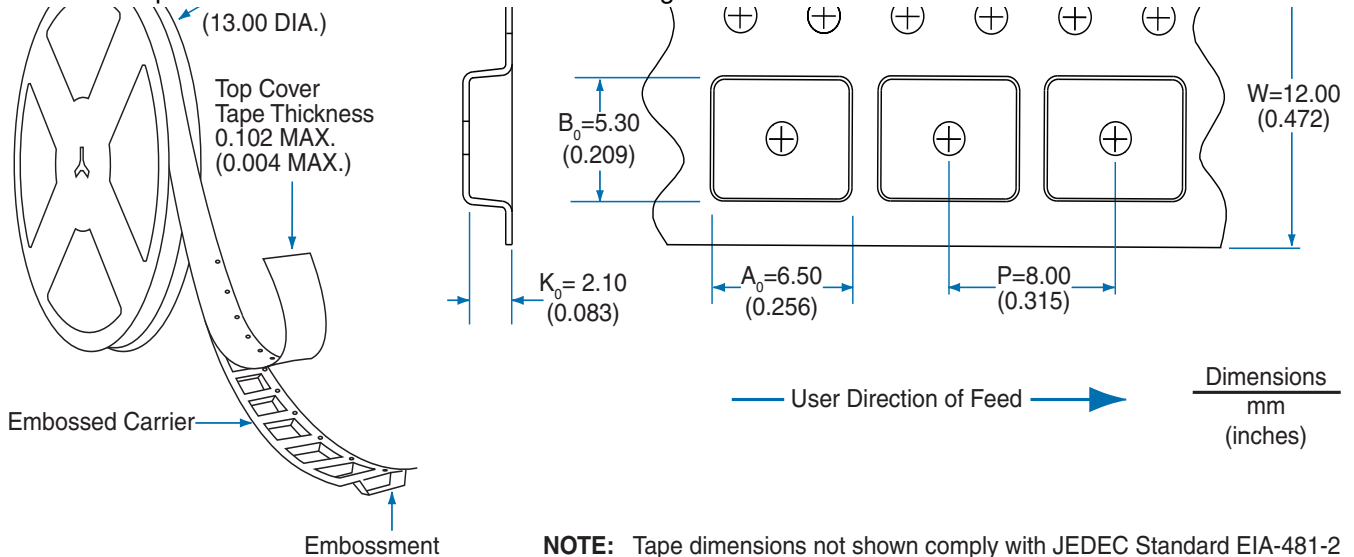 (13.00 DIA.)
Top Cover
Tape Thickness
0.102 MAX.
(0.004 MAX.)
B₀=5.30
(0.209)
W=12.00
(0.472)
K₀= 2.10
(0.083)
A₀=6.50
(0.256)
P=8.00
(0.315)
User Direction of Feed
Dimensions
mm
(inches)
Embossed Carrier
Embossment
NOTE: Tape dimensions not shown comply with JEDEC Standard EIA-481-2